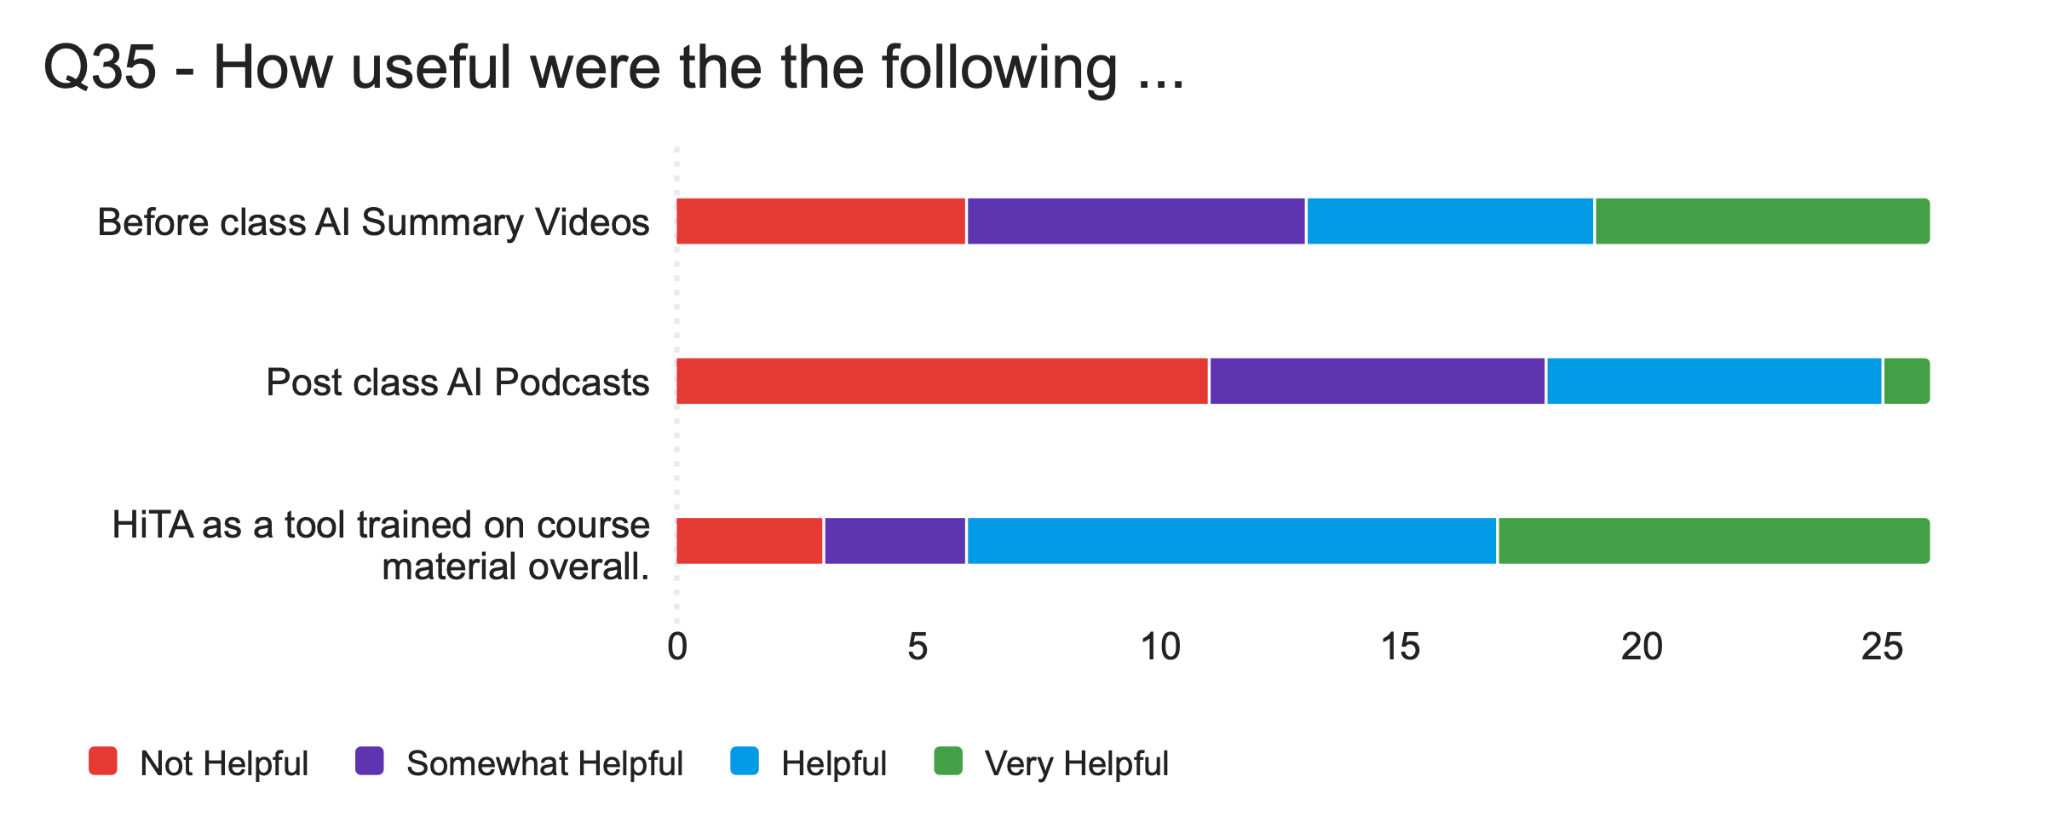 Q35 - How useful were the the following ...
Before class AI Summary Videos
Post class AI Podcasts
HiTA as a tool trained on course
material overall.
0 5 10 15 20 25
Not Helpful Somewhat Helpful Helpful Very Helpful